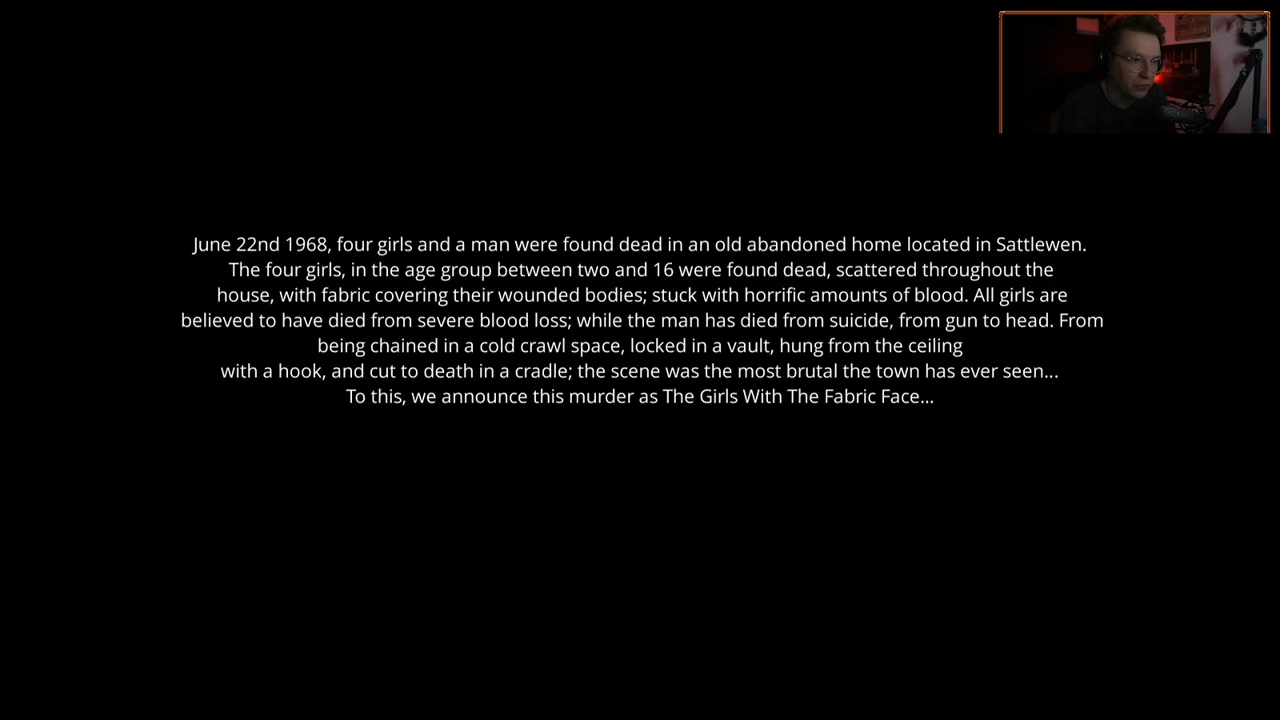 June 22nd 1968, four girls and a man were found dead in an old abandoned home located in Sattlewen.
The four girls, in the age group between two and 16 were found dead, scattered throughout the
house, with fabric covering their wounded bodies; stuck with horrific amounts of blood. All girls are
believed to have died from severe blood loss; while the man has died from suicide, from gun to head. From
being chained in a cold crawl space, locked in a vault, hung from the ceiling
with a hook, and cut to death in a cradle; the scene was the most brutal the town has ever seen...
To this, we announce this murder as The Girls With The Fabric Face...